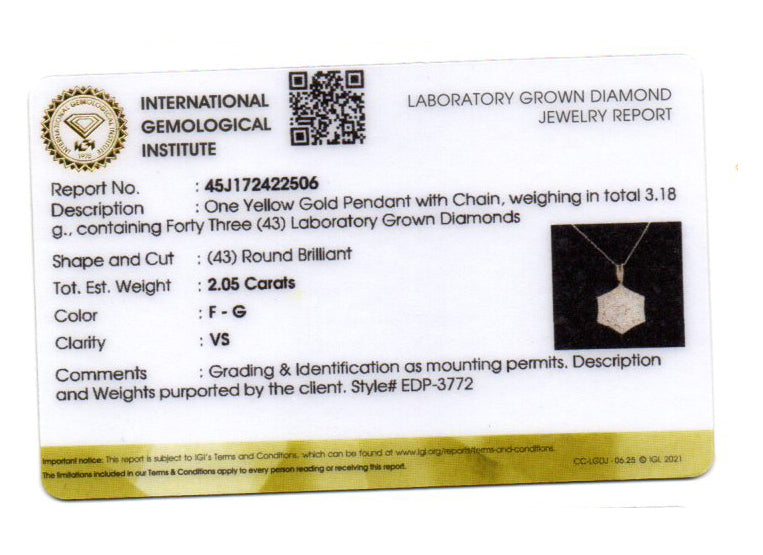 INTERNATIONAL GEMOLOGICAL INSTITUTE
IGI
1975
INTERNATIONAL
GEMOLOGICAL
INSTITUTE
LABORATORY GROWN DIAMOND
JEWELRY REPORT
Report No. : 45J172422506
Description : One Yellow Gold Pendant with Chain, weighing in total 3.18
g., containing Forty Three (43) Laboratory Grown Diamonds
Shape and Cut : (43) Round Brilliant
Tot. Est. Weight : 2.05 Carats
Color : F - G
Clarity : VS
Comments : Grading & Identification as mounting permits. Description
and Weights purported by the client. Style# EDP-3772
Important notice: This report is subject to IGI's Terms and Conditions, which can be found at www.igi.org/reports/terms-and-conditions.
The limitations included in our Terms & Conditions apply to every person reading or receiving this report.
CC-LGDJ - 06.25 © IGI, 2021